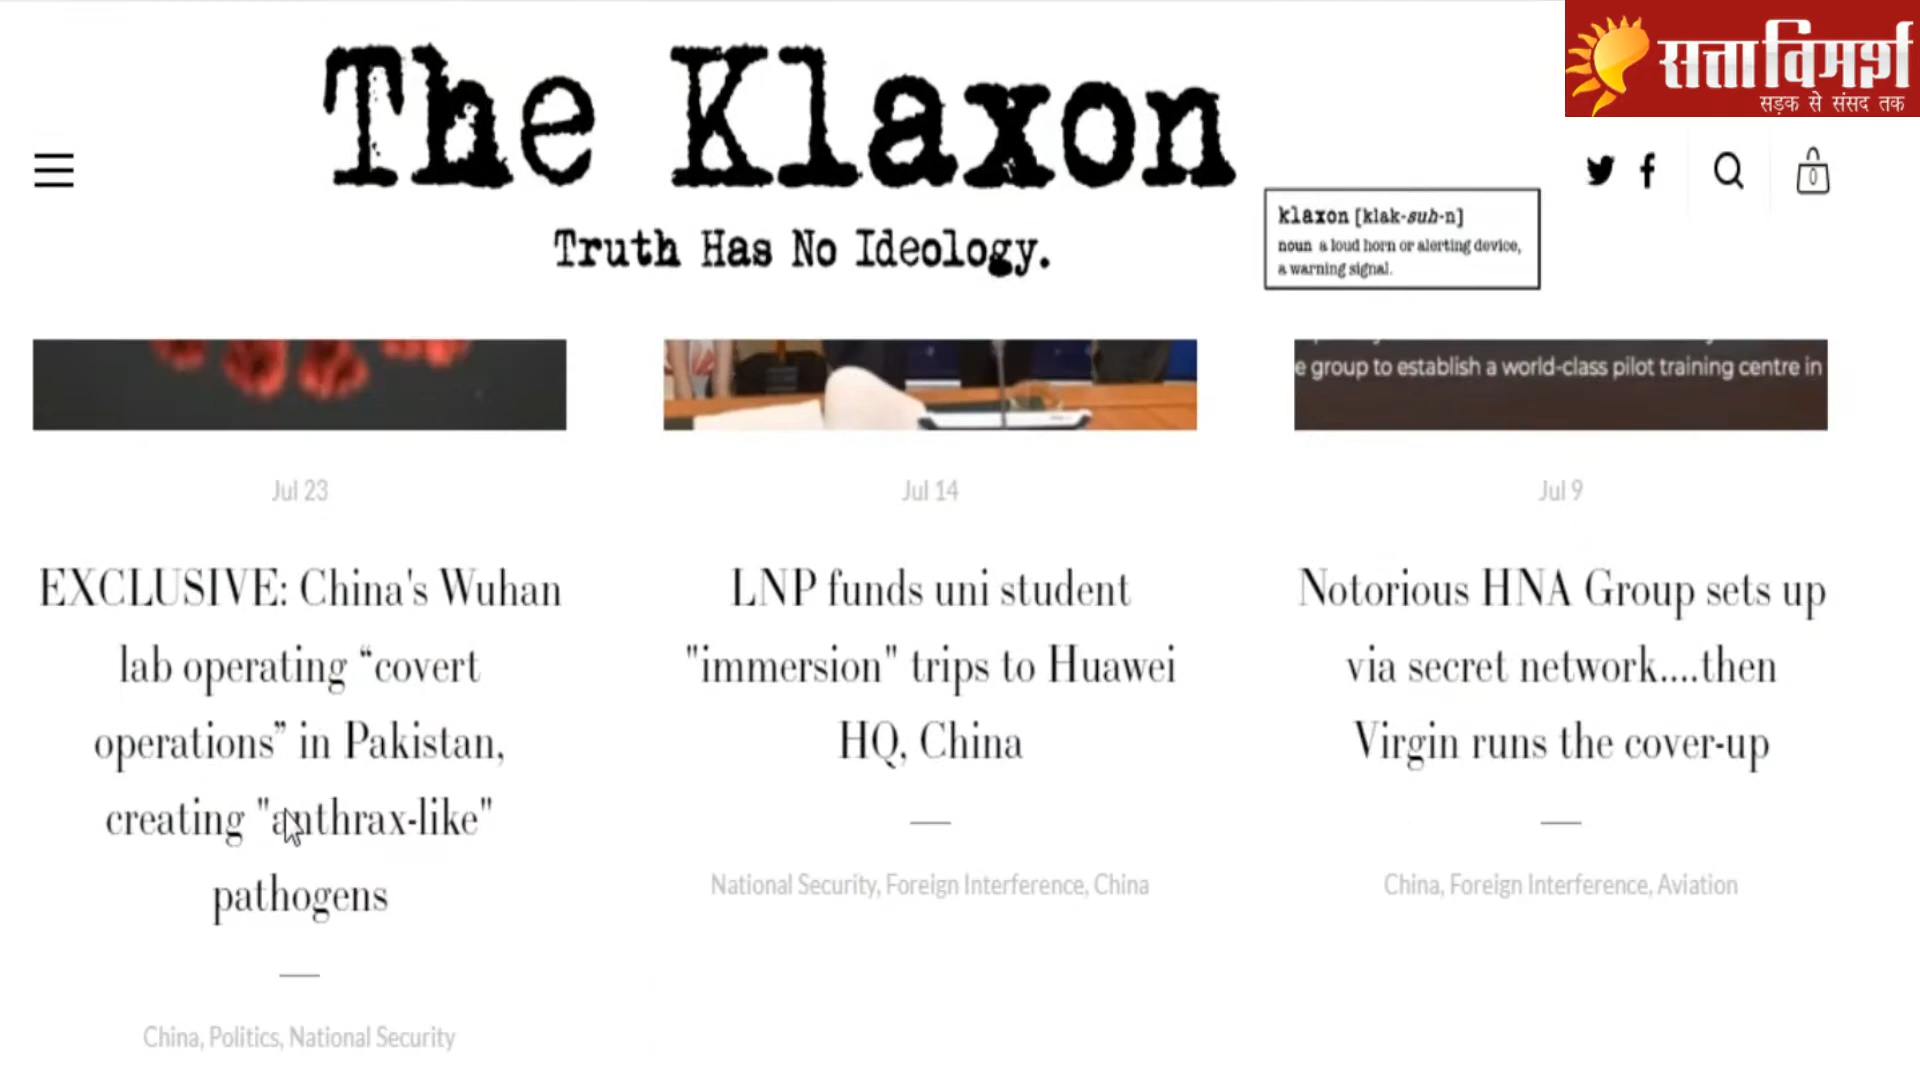 The Klaxon
सत्ता विमर्श
सड़क से संसद तक
Truth Has No Ideology.
klaxon [klak-suh-n]
noun a loud horn or alerting device,
a warning signal.
0
e group to establish a world-class pilot training centre in
Jul 23
EXCLUSIVE: China's Wuhan
lab operating “covert
operations” in Pakistan,
creating "anthrax-like"
pathogens
China, Politics, National Security
Jul 14
LNP funds uni student
"immersion" trips to Huawei
HQ, China
National Security, Foreign Interference, China
Jul 9
Notorious HNA Group sets up
via secret network....then
Virgin runs the cover-up
China, Foreign Interference, Aviation